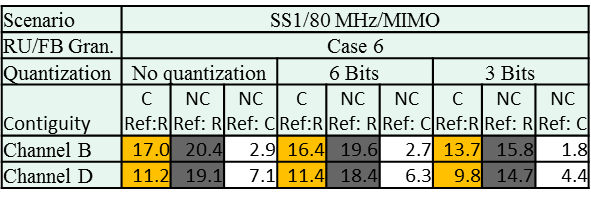 Scenario SS1/80 MHz/MIMO
RU/FB Gran. Case 6
Quantization No quantization 6 Bits 3 Bits
C NC NC C NC NC C NC NC
Contiguity Ref:R Ref: R Ref: C Ref:R Ref: R Ref: C Ref:R Ref: R Ref: C
Channel B 17.0 20.4 2.9 16.4 19.6 2.7 13.7 15.8 1.8
Channel D 11.2 19.1 7.1 11.4 18.4 6.3 9.8 14.7 4.4